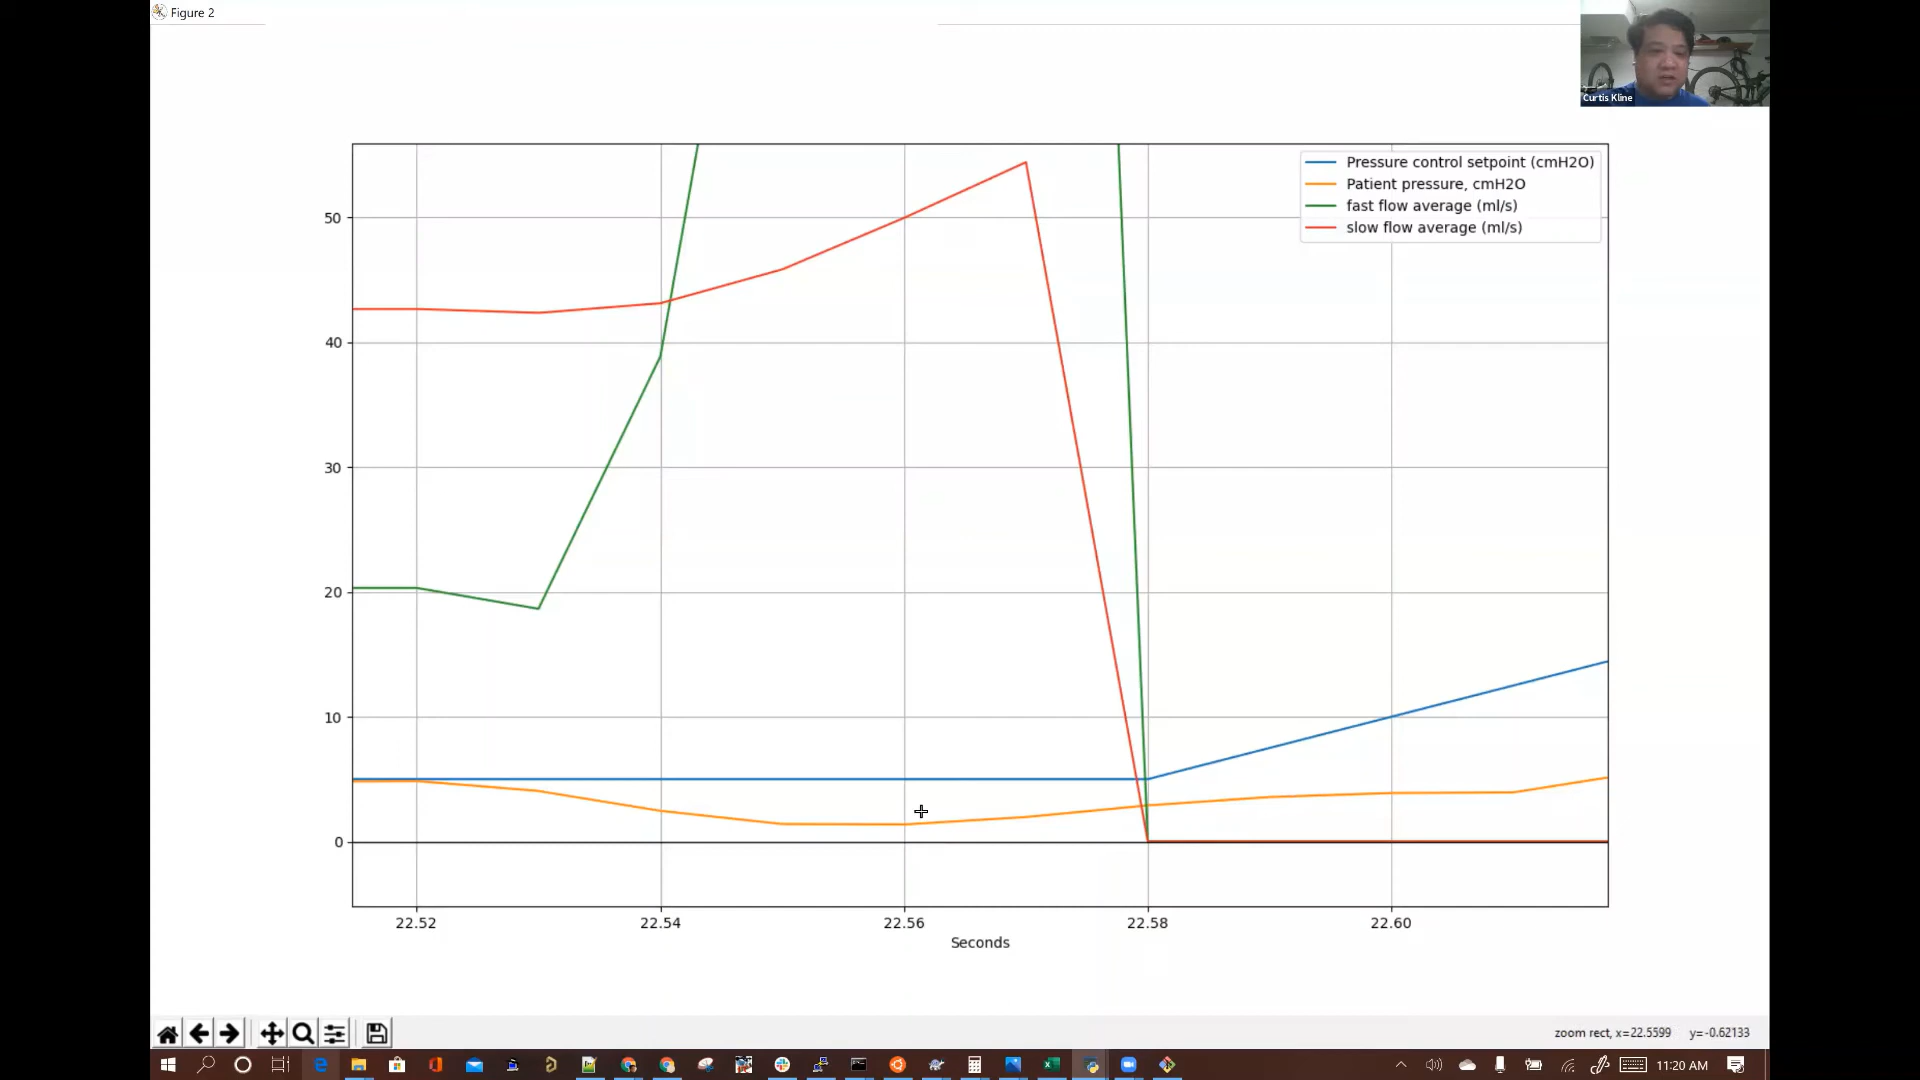 Figure 2
Curtis Kline
Pressure control setpoint (cmH2O)
Patient pressure, cmH2O
fast flow average (ml/s)
slow flow average (ml/s)
50
40
30
20
10
0
22.52 22.54 22.56 22.58 22.60
Seconds
zoom rect, x=22.5599 y=-0.62133
11:20 AM